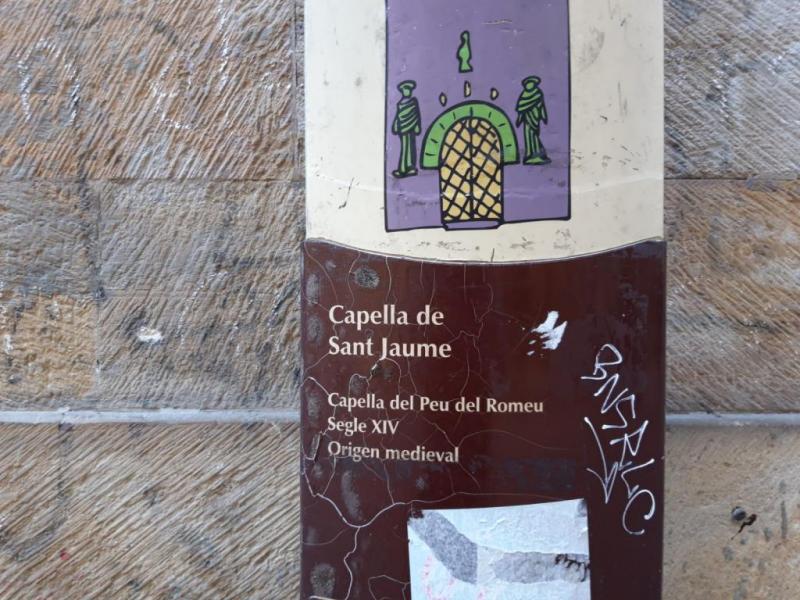 Capella de
Sant Jaume
Capella del Peu del Romeu
Segle XIV
Origen medieval